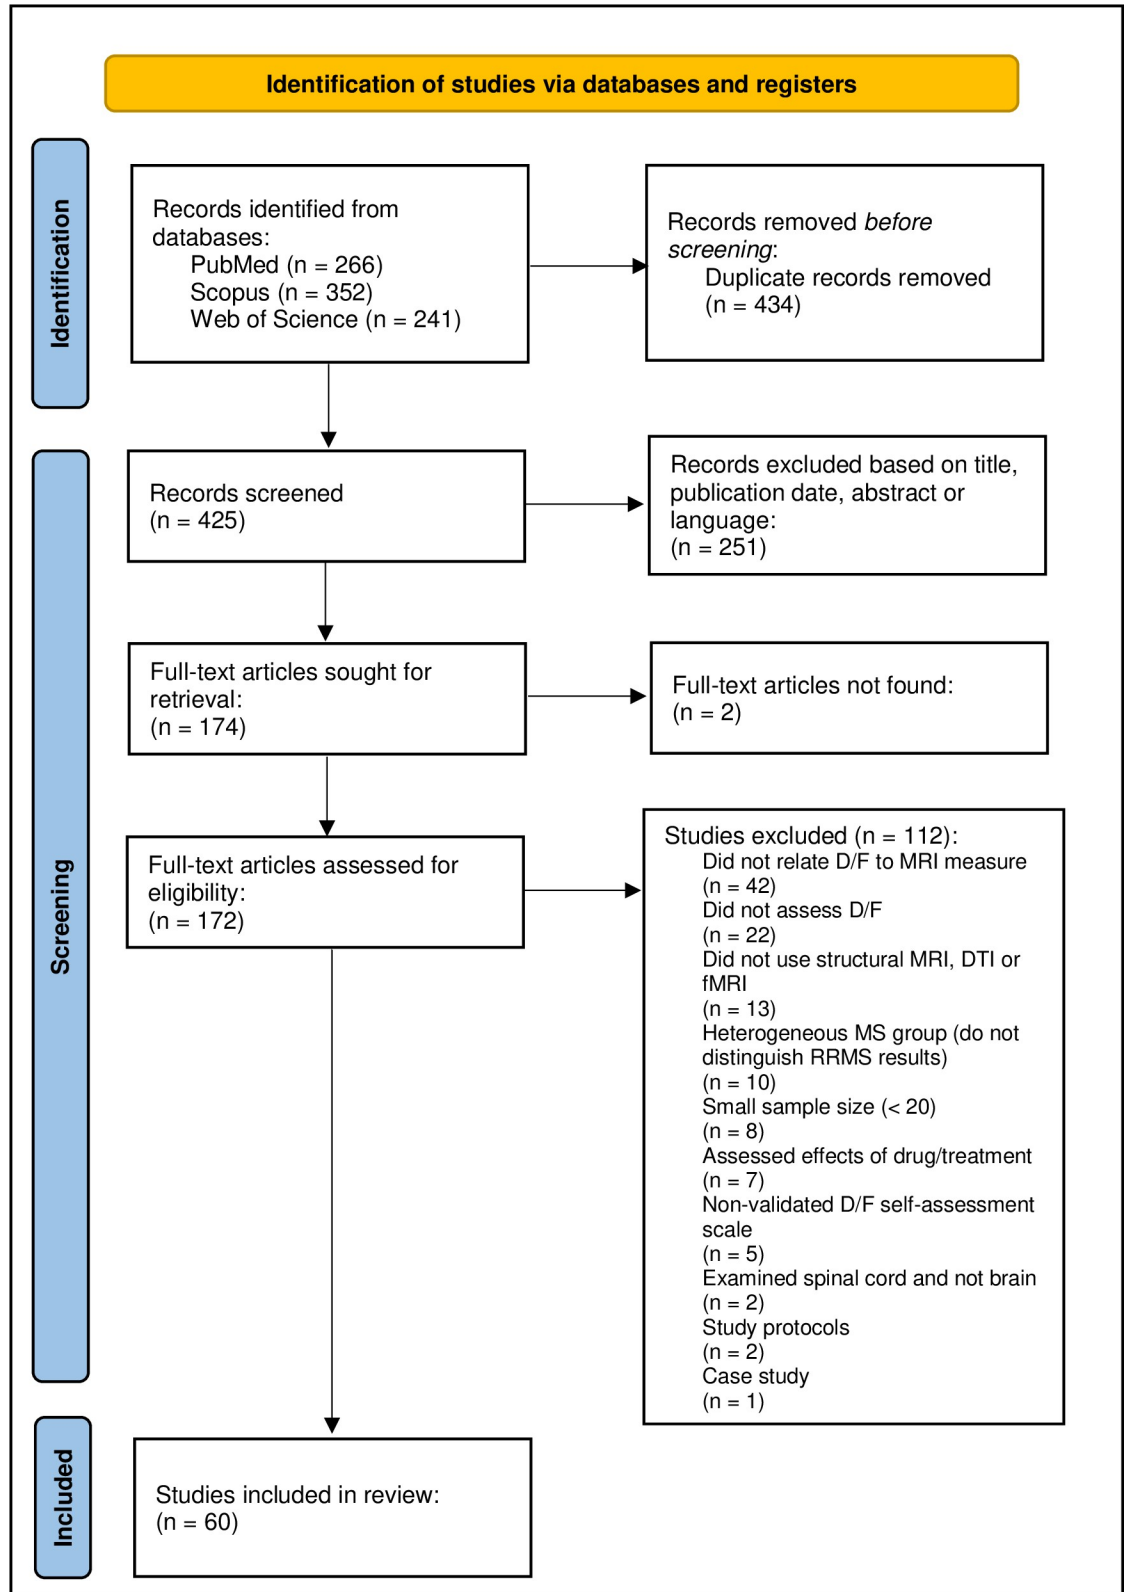 Identification of studies via databases and registers
Identification
Records identified from
databases:
PubMed (n = 266)
Scopus (n = 352)
Web of Science (n = 241)
Records removed before
screening:
Duplicate records removed
(n = 434)
Screening
Records screened
(n = 425)
Records excluded based on title,
publication date, abstract or
language:
(n = 251)
Full-text articles sought for
retrieval:
(n = 174)
Full-text articles not found:
(n = 2)
Full-text articles assessed for
eligibility:
(n = 172)
Studies excluded (n = 112):
Did not relate D/F to MRI measure
(n = 42)
Did not assess D/F
(n = 22)
Did not use structural MRI, DTI or
fMRI
(n = 13)
Heterogeneous MS group (do not
distinguish RRMS results)
(n = 10)
Small sample size (< 20)
(n = 8)
Assessed effects of drug/treatment
(n = 7)
Non-validated D/F self-assessment
scale
(n = 5)
Examined spinal cord and not brain
(n = 2)
Study protocols
(n = 2)
Case study
(n = 1)
Included
Studies included in review:
(n = 60)